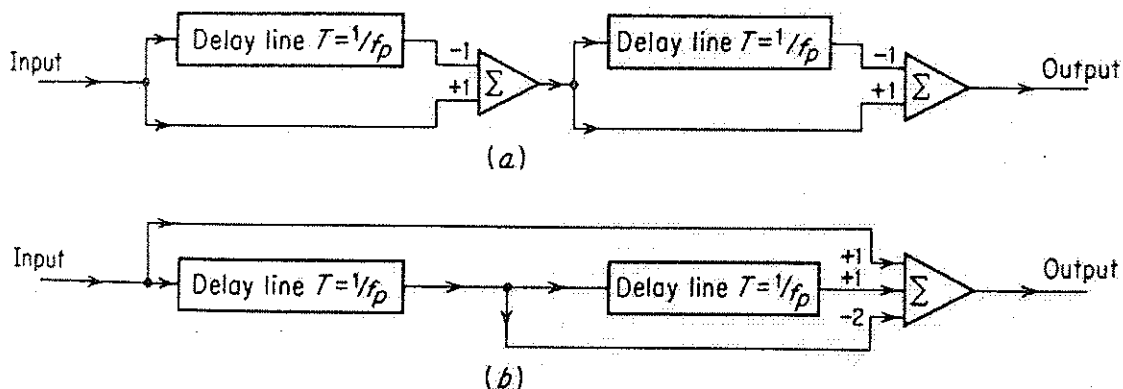 Input
Delay line T=1/fp
-1
+1
Σ
Delay line T=1/fp
-1
+1
Σ
Output
(a)
Input
Delay line T=1/fp
Delay line T=1/fp
+1
+1
-2
Σ
Output
(b)